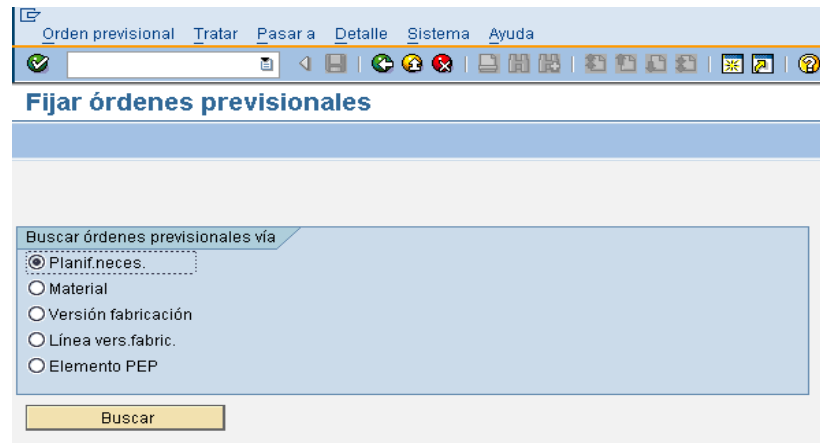 Orden previsional Tratar Pasar a Detalle Sistema Ayuda
Fijar órdenes previsionales
Buscar órdenes previsionales vía
Planif.neces.
Material
Versión fabricación
Línea vers.fabric.
Elemento PEP
Buscar